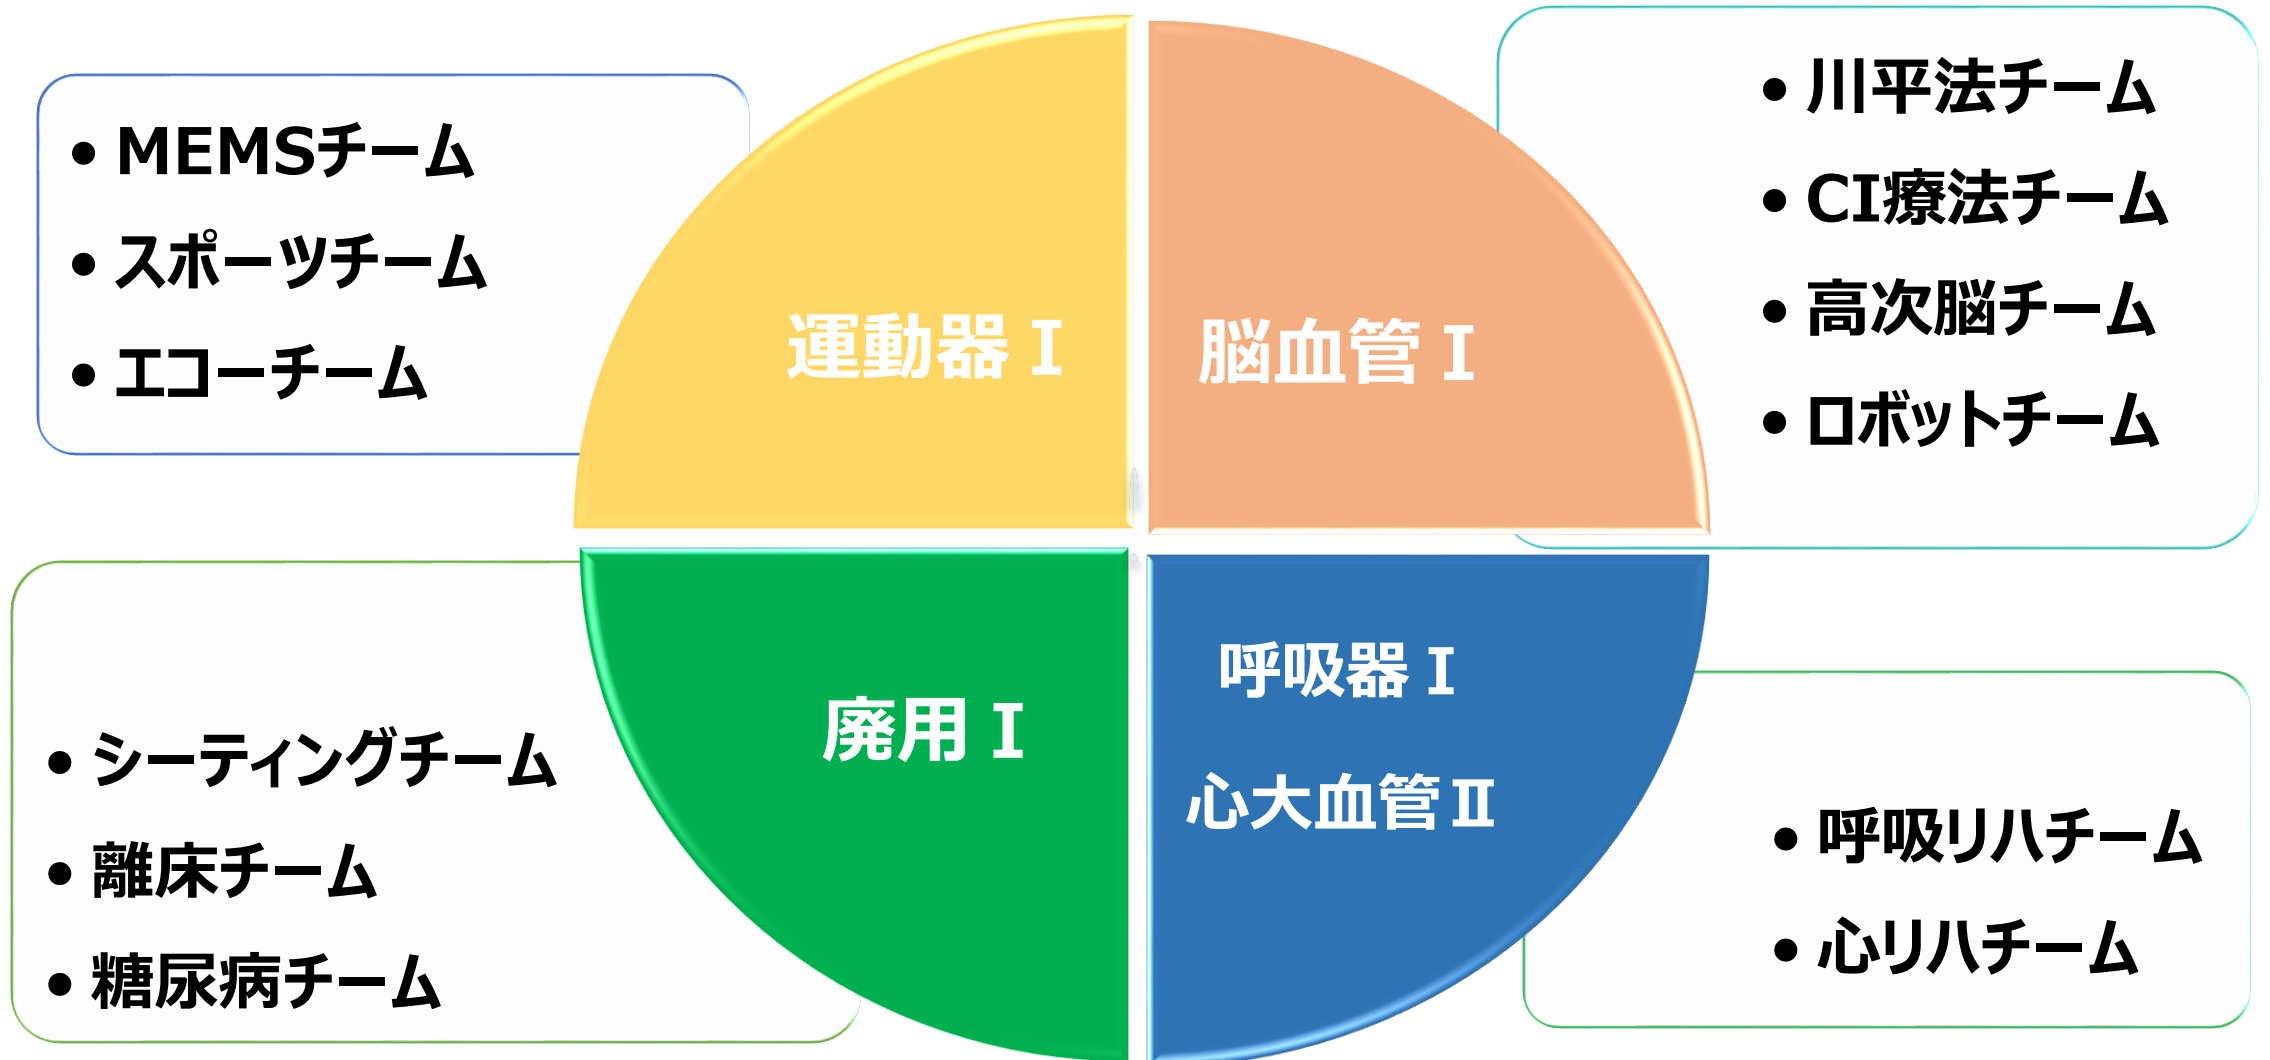 • MEMSチーム
• スポーツチーム
• エコーチーム
運動器Ⅰ
脳血管Ⅰ
• 川平法チーム
• CI療法チーム
• 高次脳チーム
• ロボットチーム
• シーティングチーム
• 離床チーム
• 糖尿病チーム
廃用Ⅰ
呼吸器Ⅰ
心大血管Ⅱ
• 呼吸リハチーム
• 心リハチーム